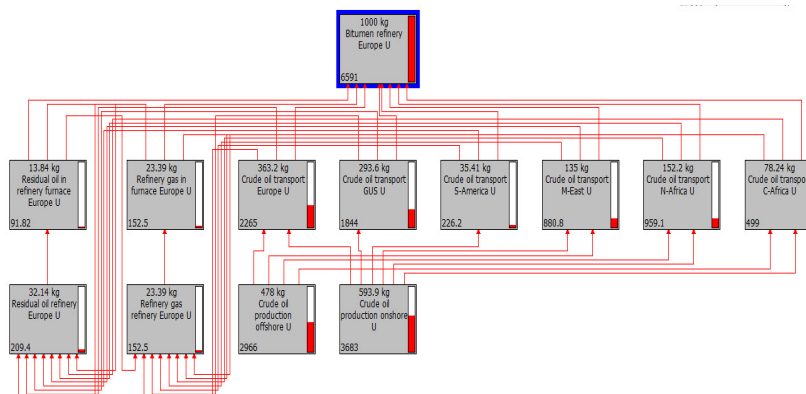 1000 kg
Bitumen refinery
Europe U
6591
13.84 kg
Residual oil in
refinery furnace
Europe U
91.82
23.39 kg
Refinery gas in
furnace Europe U
152.5
363.2 kg
Crude oil transport
Europe U
2265
293.6 kg
Crude oil transport
GUS U
1844
35.41 kg
Crude oil transport
S-America U
226.2
135 kg
Crude oil transport
M-East U
880.8
152.2 kg
Crude oil transport
N-Africa U
959.1
78.24 kg
Crude oil transpo
C-Africa U
499
32.14 kg
Residual oil refinery
Europe U
209.4
23.39 kg
Refinery gas
refinery Europe U
152.5
478 kg
Crude oil
production
offshore U
2966
593.9 kg
Crude oil
production onshore
U
3683